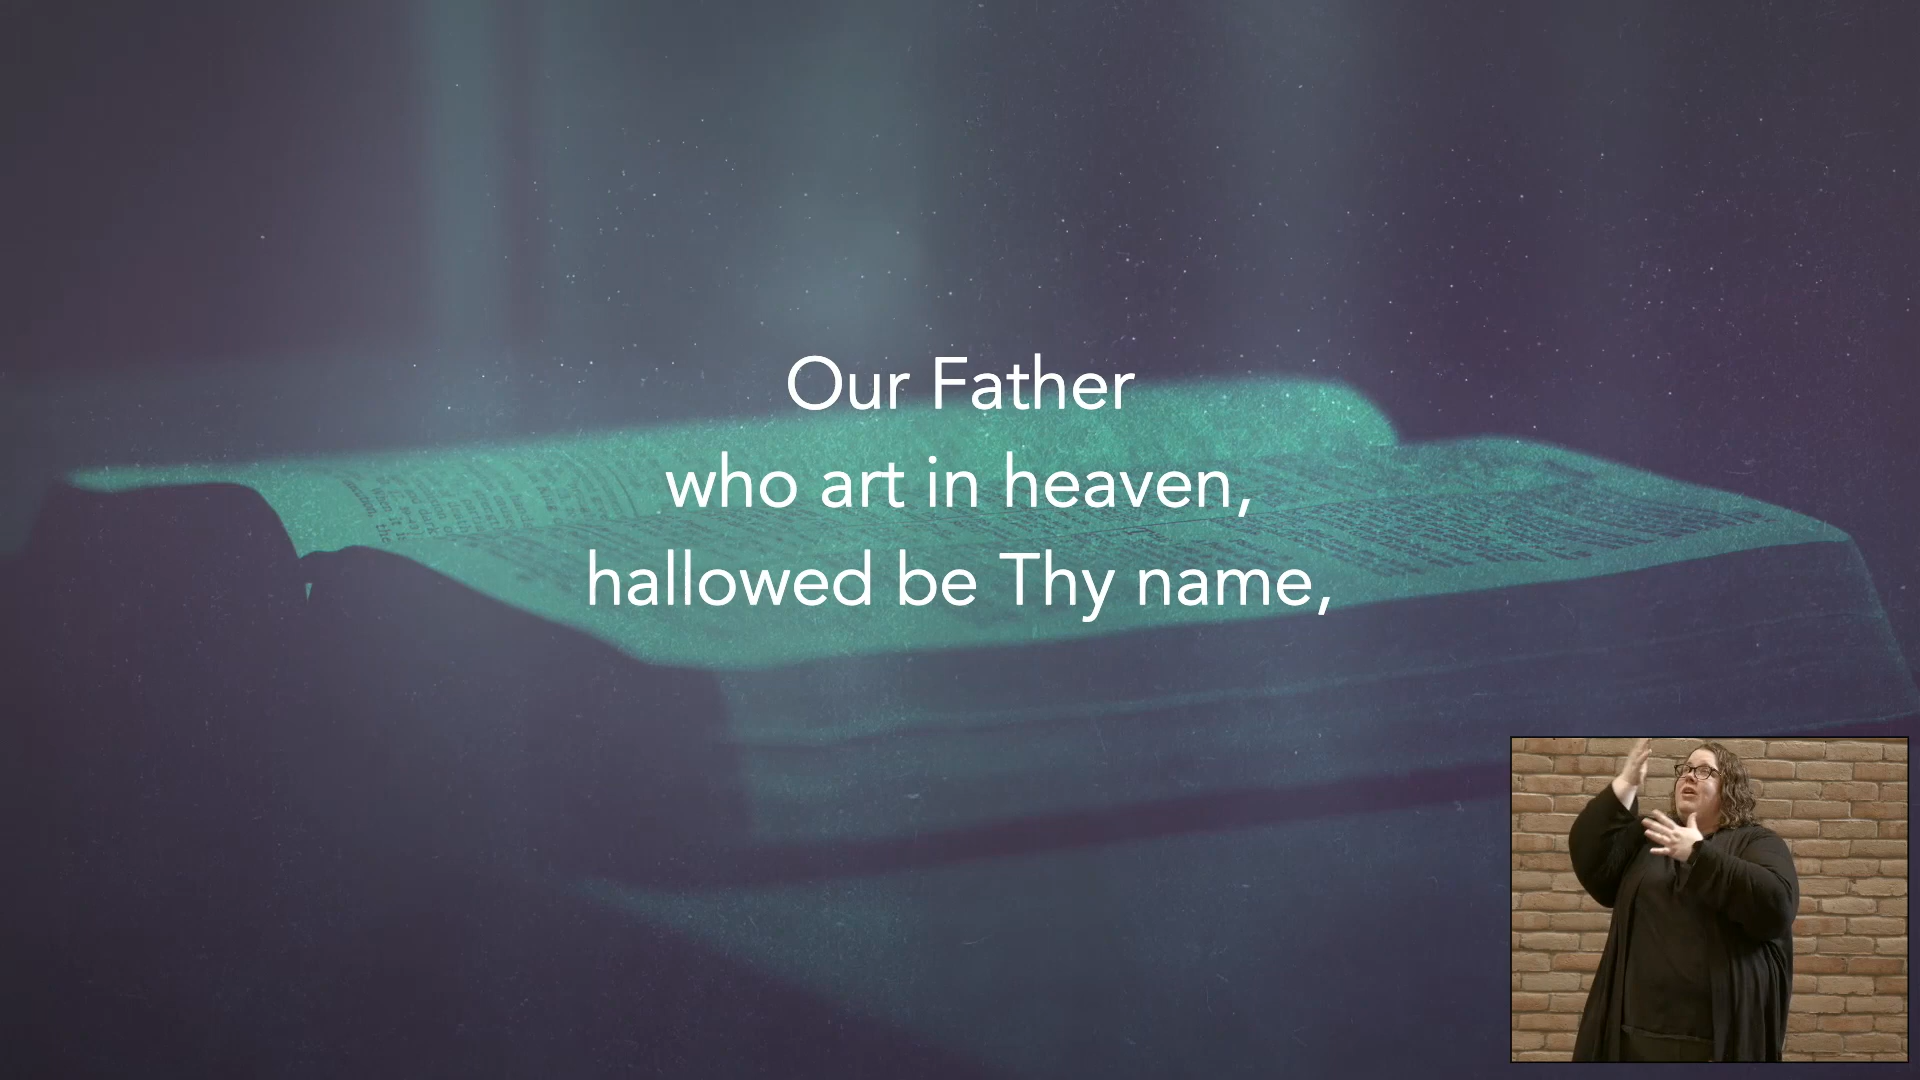 Our Father
who art in heaven,
hallowed be Thy name,